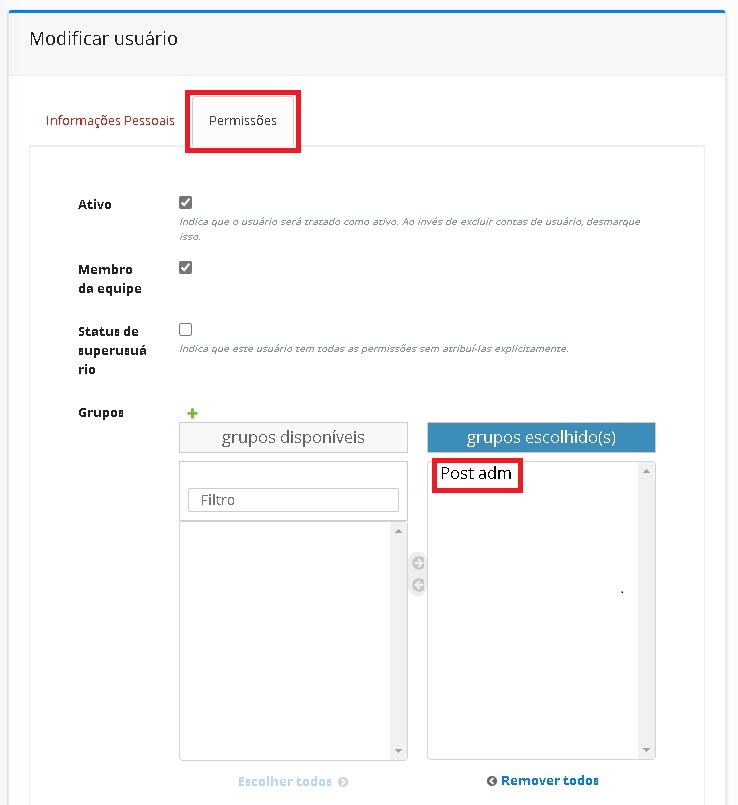 Modificar usuário
Informações Pessoais
Permissões
Ativo
Indica que o usuário será tratado como ativo. Ao invés de excluir contas de usuário, desmarque
isso.
Membro
da equipe
Status de
superusuá
rio
Indica que este usuário tem todas as permissões sem atribuí-las explicitamente.
Grupos
grupos disponíveis
grupos escolhido(s)
Post adm
Filtro
Escolher todos
Remover todos